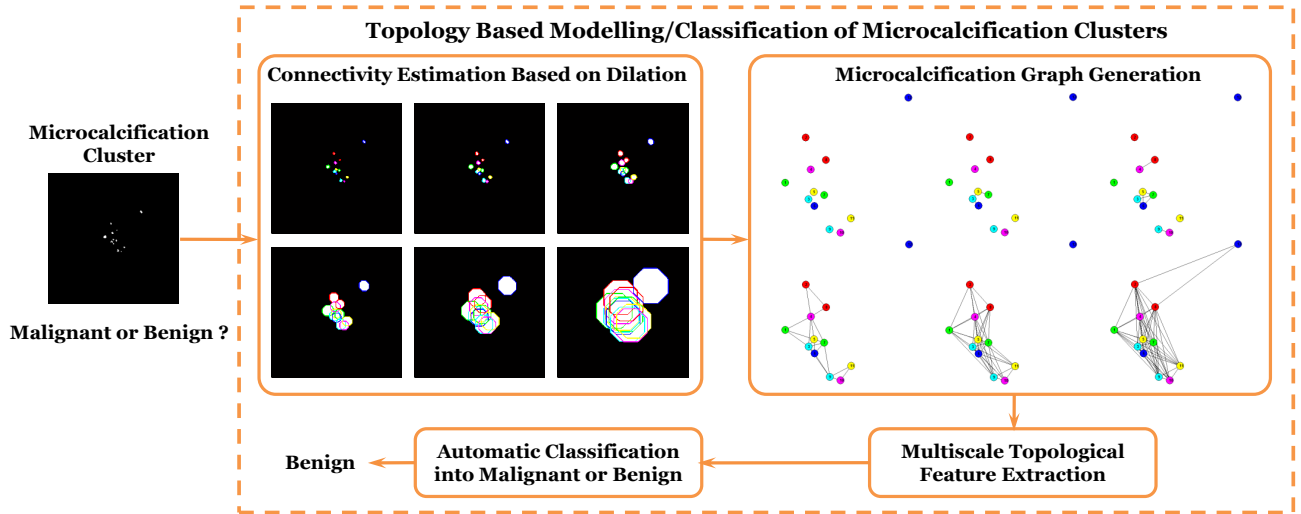 Topology Based Modelling/Classification of Microcalcification Clusters
Connectivity Estimation Based on Dilation
Microcalcification Graph Generation
Microcalcification
Cluster
Malignant or Benign ?
Benign
Automatic Classification
into Malignant or Benign
Multiscale Topological
Feature Extraction